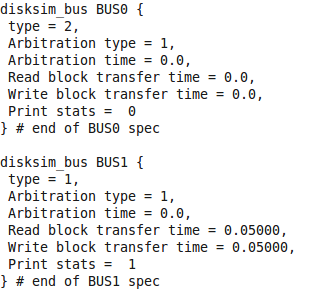 disksim_bus BUS0 {
 type = 2,
 Arbitration type = 1,
 Arbitration time = 0.0,
 Read block transfer time = 0.0,
 Write block transfer time = 0.0,
 Print stats =  0
} # end of BUS0 spec

disksim_bus BUS1 {
 type = 1,
 Arbitration type = 1,
 Arbitration time = 0.0,
 Read block transfer time = 0.05000,
 Write block transfer time = 0.05000,
 Print stats =  1
} # end of BUS1 spec